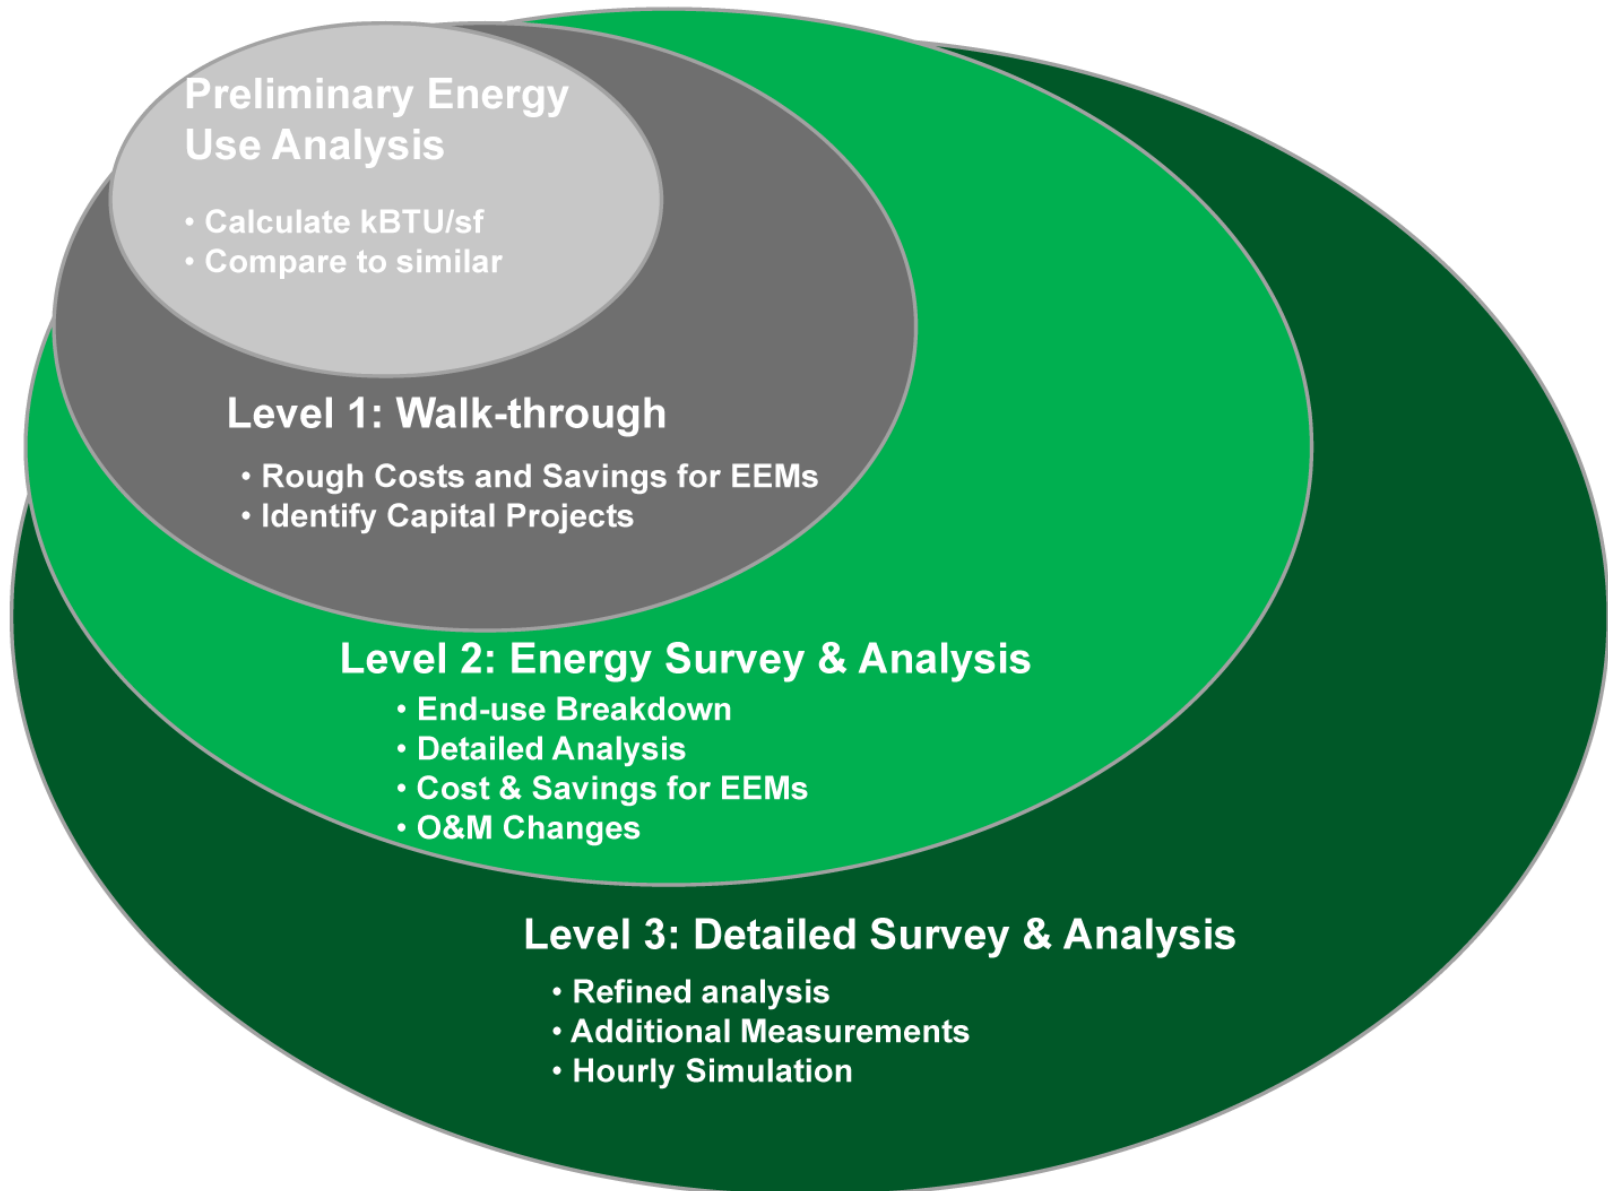 Preliminary Energy
Use Analysis
• Calculate kBTU/sf
• Compare to similar
Level 1: Walk-through
• Rough Costs and Savings for EEMs
• Identify Capital Projects
Level 2: Energy Survey & Analysis
• End-use Breakdown
• Detailed Analysis
• Cost & Savings for EEMs
• O&M Changes
Level 3: Detailed Survey & Analysis
• Refined analysis
• Additional Measurements
• Hourly Simulation